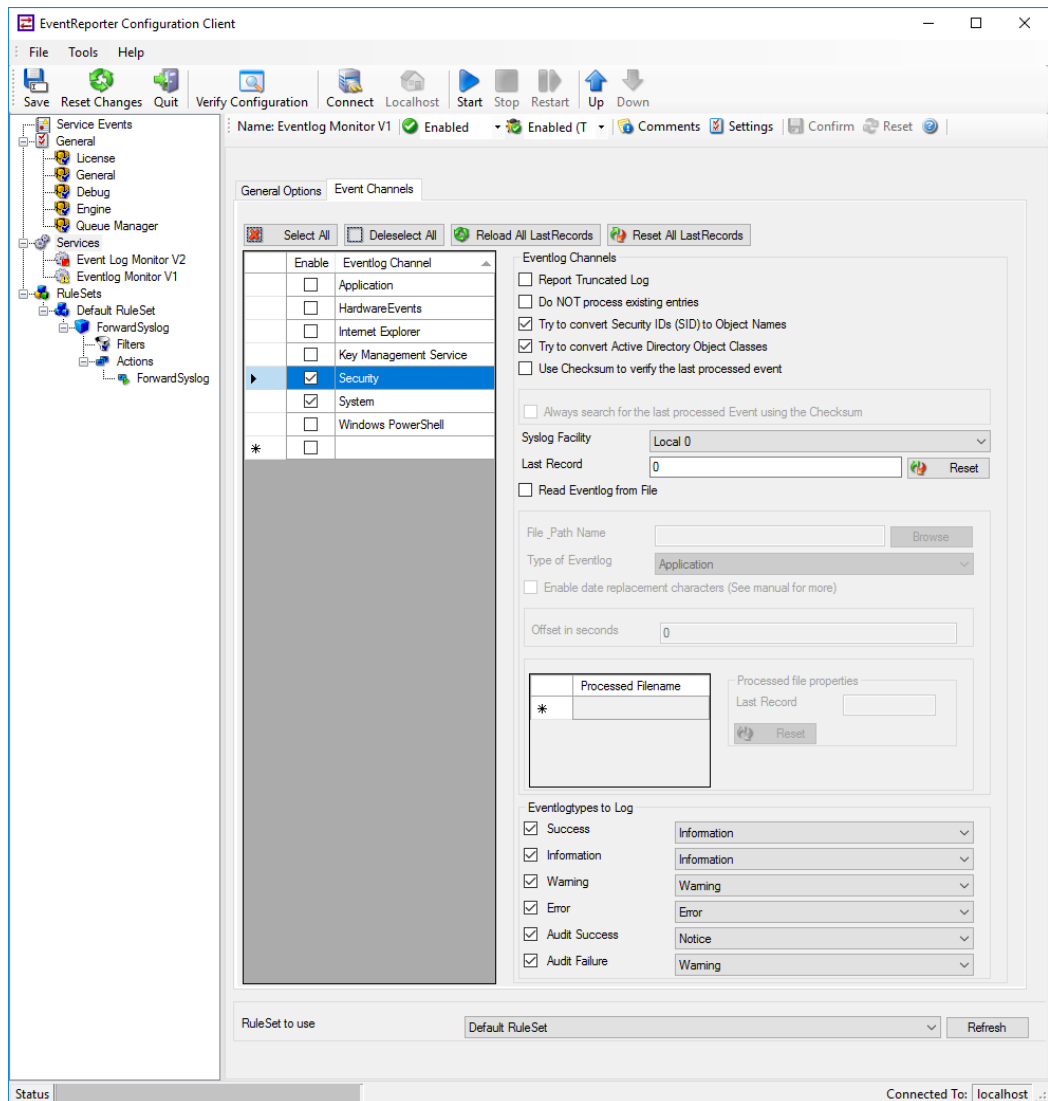 EventReporter Configuration Client
File Tools Help
Save Reset Changes Quit Verify Configuration Connect Localhost Start Stop Restart Up Down
Service Events
General
License
General
Debug
Engine
Queue Manager
Services
Event Log Monitor V2
Eventlog Monitor V1
RuleSets
Default RuleSet
ForwardSyslog
Filters
Actions
ForwardSyslog
Name: Eventlog Monitor V1 Enabled Enabled (T Comments Settings Confirm Reset
General Options Event Channels
Select All Deleselect All Reload All LastRecords Reset All LastRecords
Enable Eventlog Channel
Application
HardwareEvents
Internet Explorer
Key Management Service
Security
System
Windows PowerShell
Eventlog Channels
Report Truncated Log
Do NOT process existing entries
Try to convert Security IDs (SID) to Object Names
Try to convert Active Directory Object Classes
Use Checksum to verify the last processed event
Always search for the last processed Event using the Checksum
Syslog Facility Local 0
Last Record 0 Reset
Read Eventlog from File
File_Path Name Browse
Type of Eventlog Application
Enable date replacement characters (See manual for more)
Offset in seconds 0
Processed Filename
Processed file properties
Last Record
Reset
Eventlogtypes to Log
Success Information
Information Information
Warning Warning
Error Error
Audit Success Notice
Audit Failure Warning
RuleSet to use Default RuleSet Refresh
Status Connected To: localhost